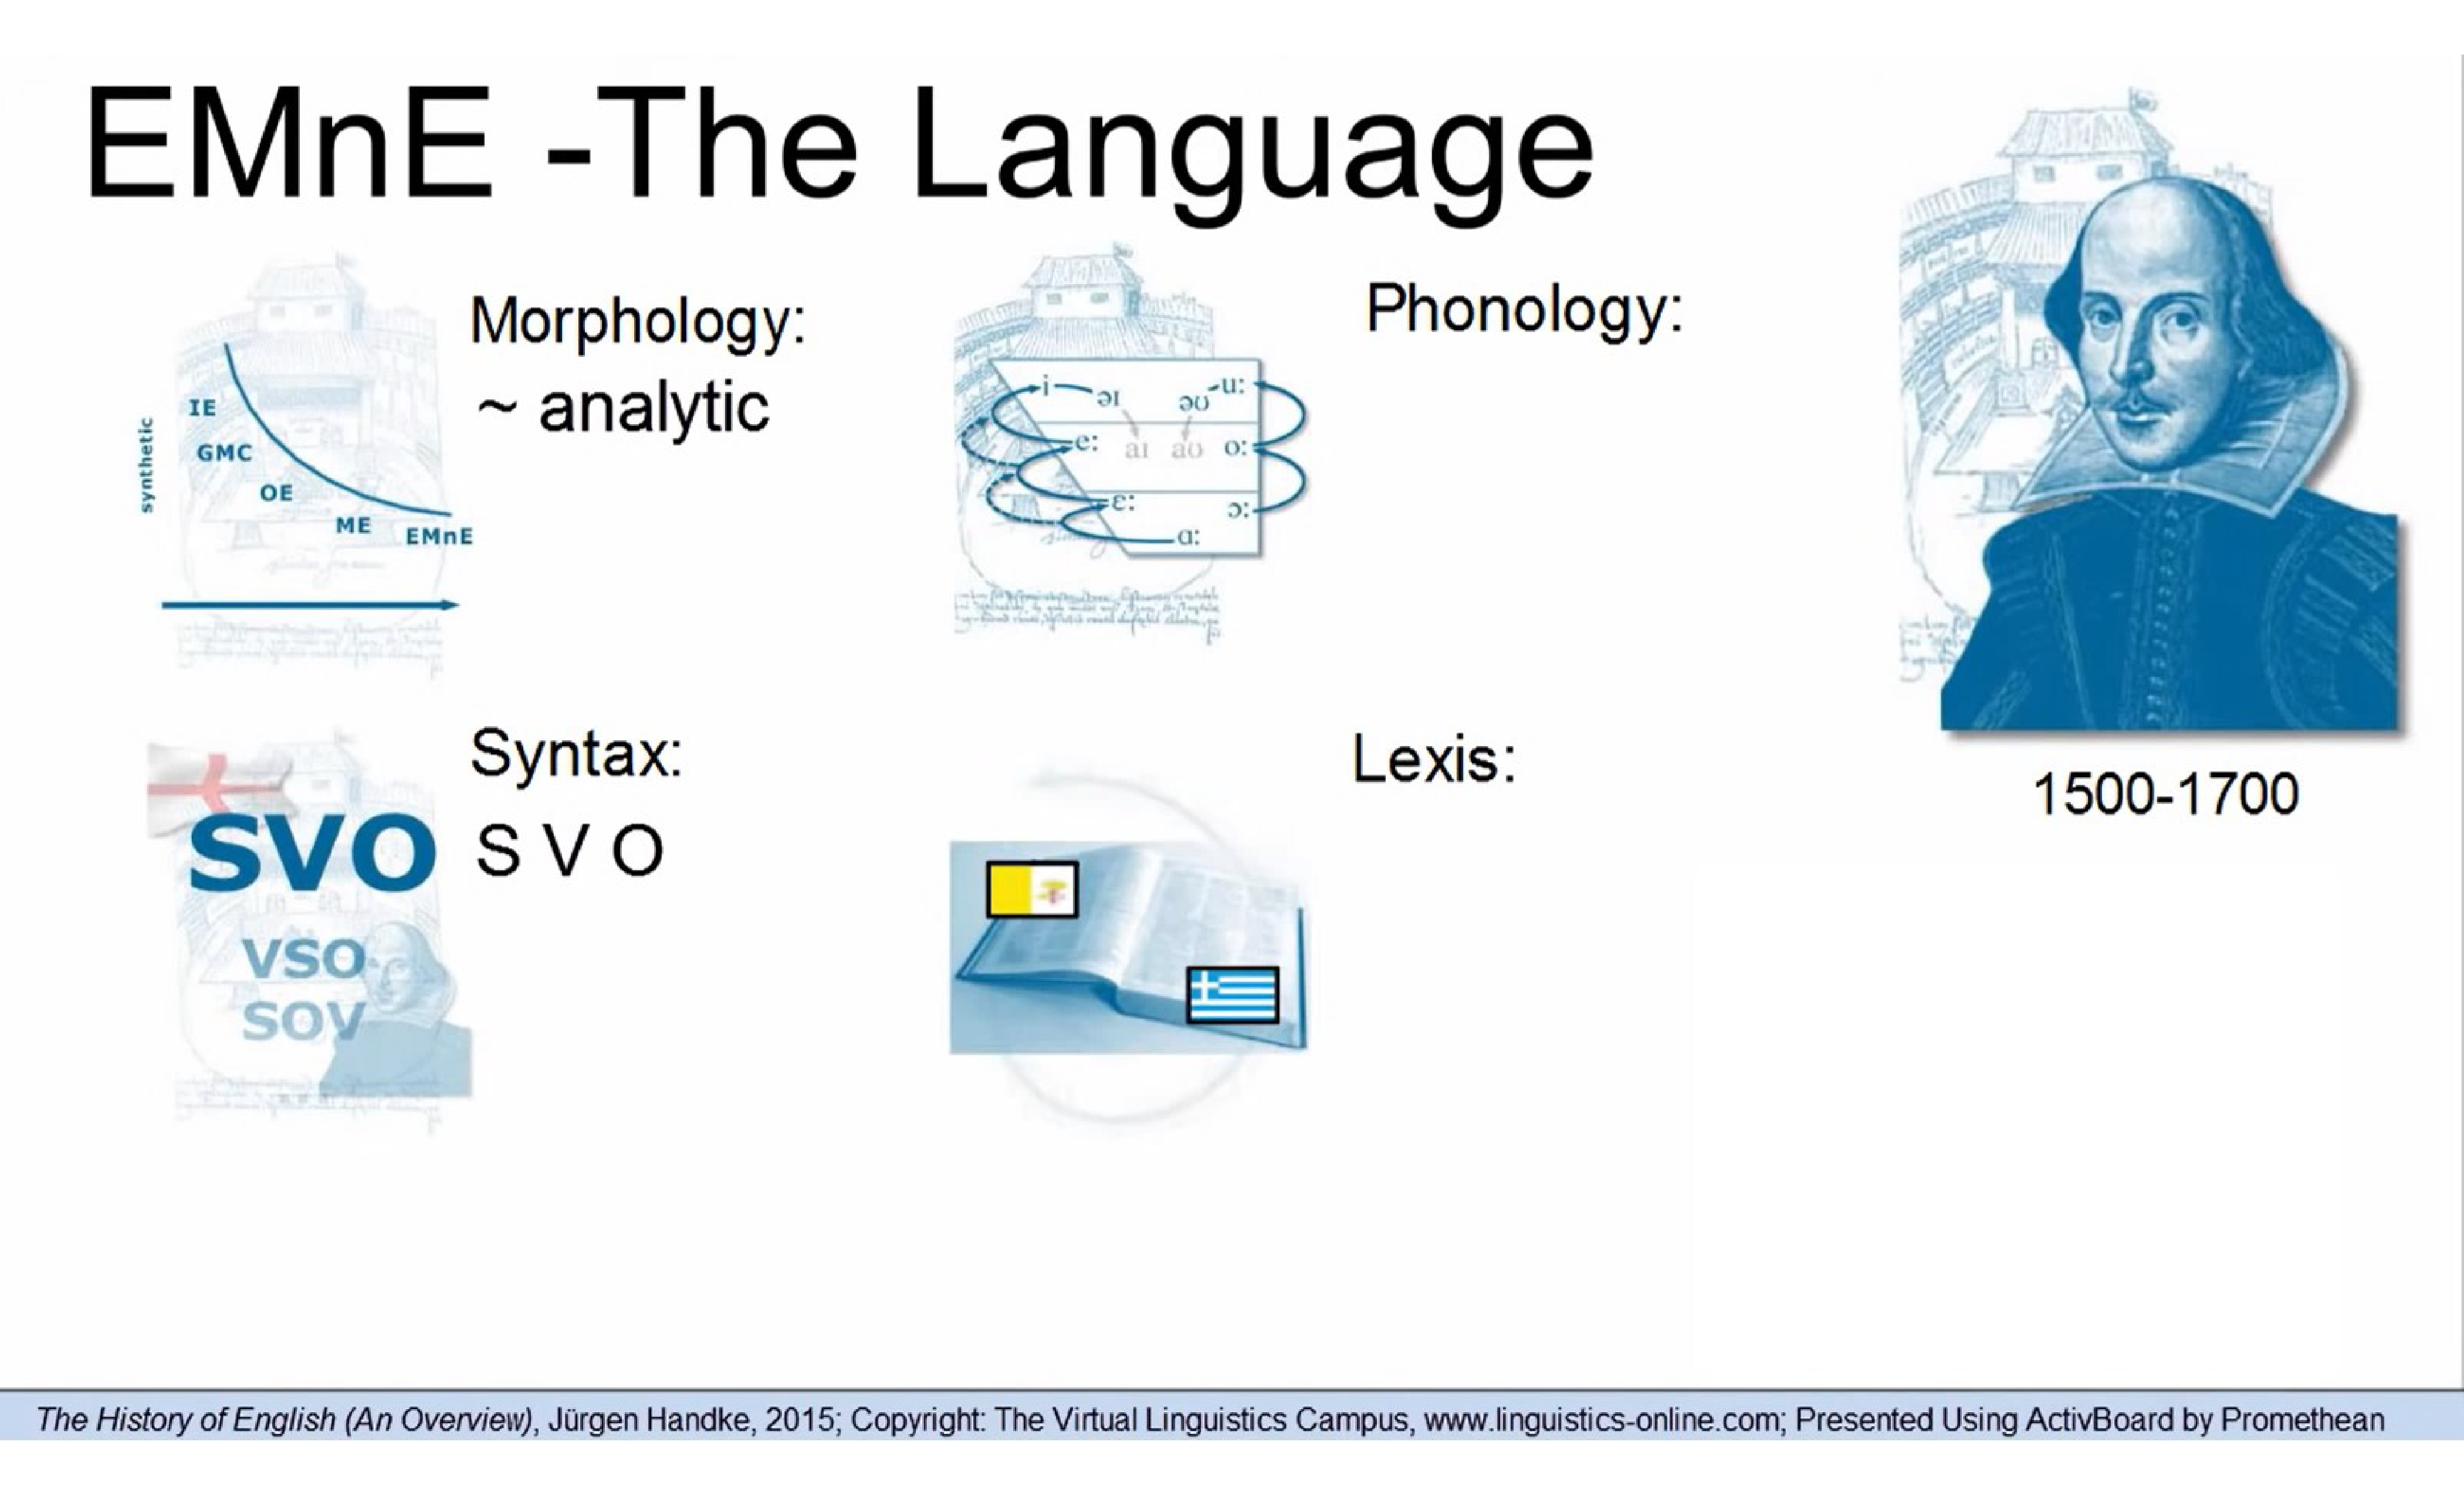 EMnE -The Language
synthetic
IE
GMC
OE
ME
EMnE
Morphology:
~ analytic
i
əɪ
əʊ
u:
e:
aɪ
aʊ
o:
ɛ:
ɔ:
ɑ:
Phonology:
SVO
VSO
SOV
Syntax:
S V O
Lexis:
1500-1700
The History of English (An Overview), Jürgen Handke, 2015; Copyright: The Virtual Linguistics Campus, www.linguistics-online.com; Presented Using ActivBoard by Promethean